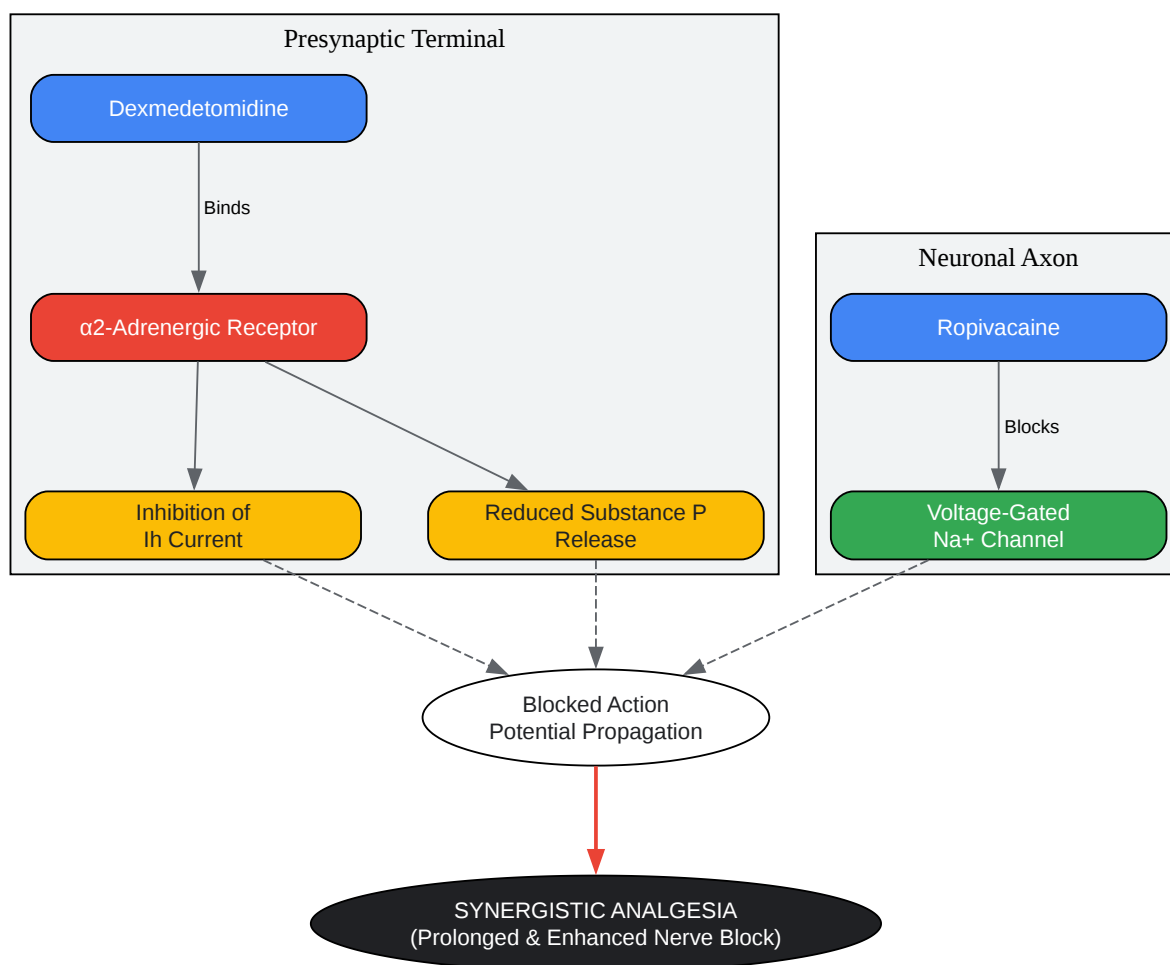 Presynaptic Terminal
Dexmedetomidine
Binds
α2-Adrenergic Receptor
Inhibition of
Ih Current
Reduced Substance P
Release
Neuronal Axon
Ropivacaine
Blocks
Voltage-Gated
Na+ Channel
Blocked Action
Potential Propagation
SYNERGISTIC ANALGESIA
(Prolonged & Enhanced Nerve Block)